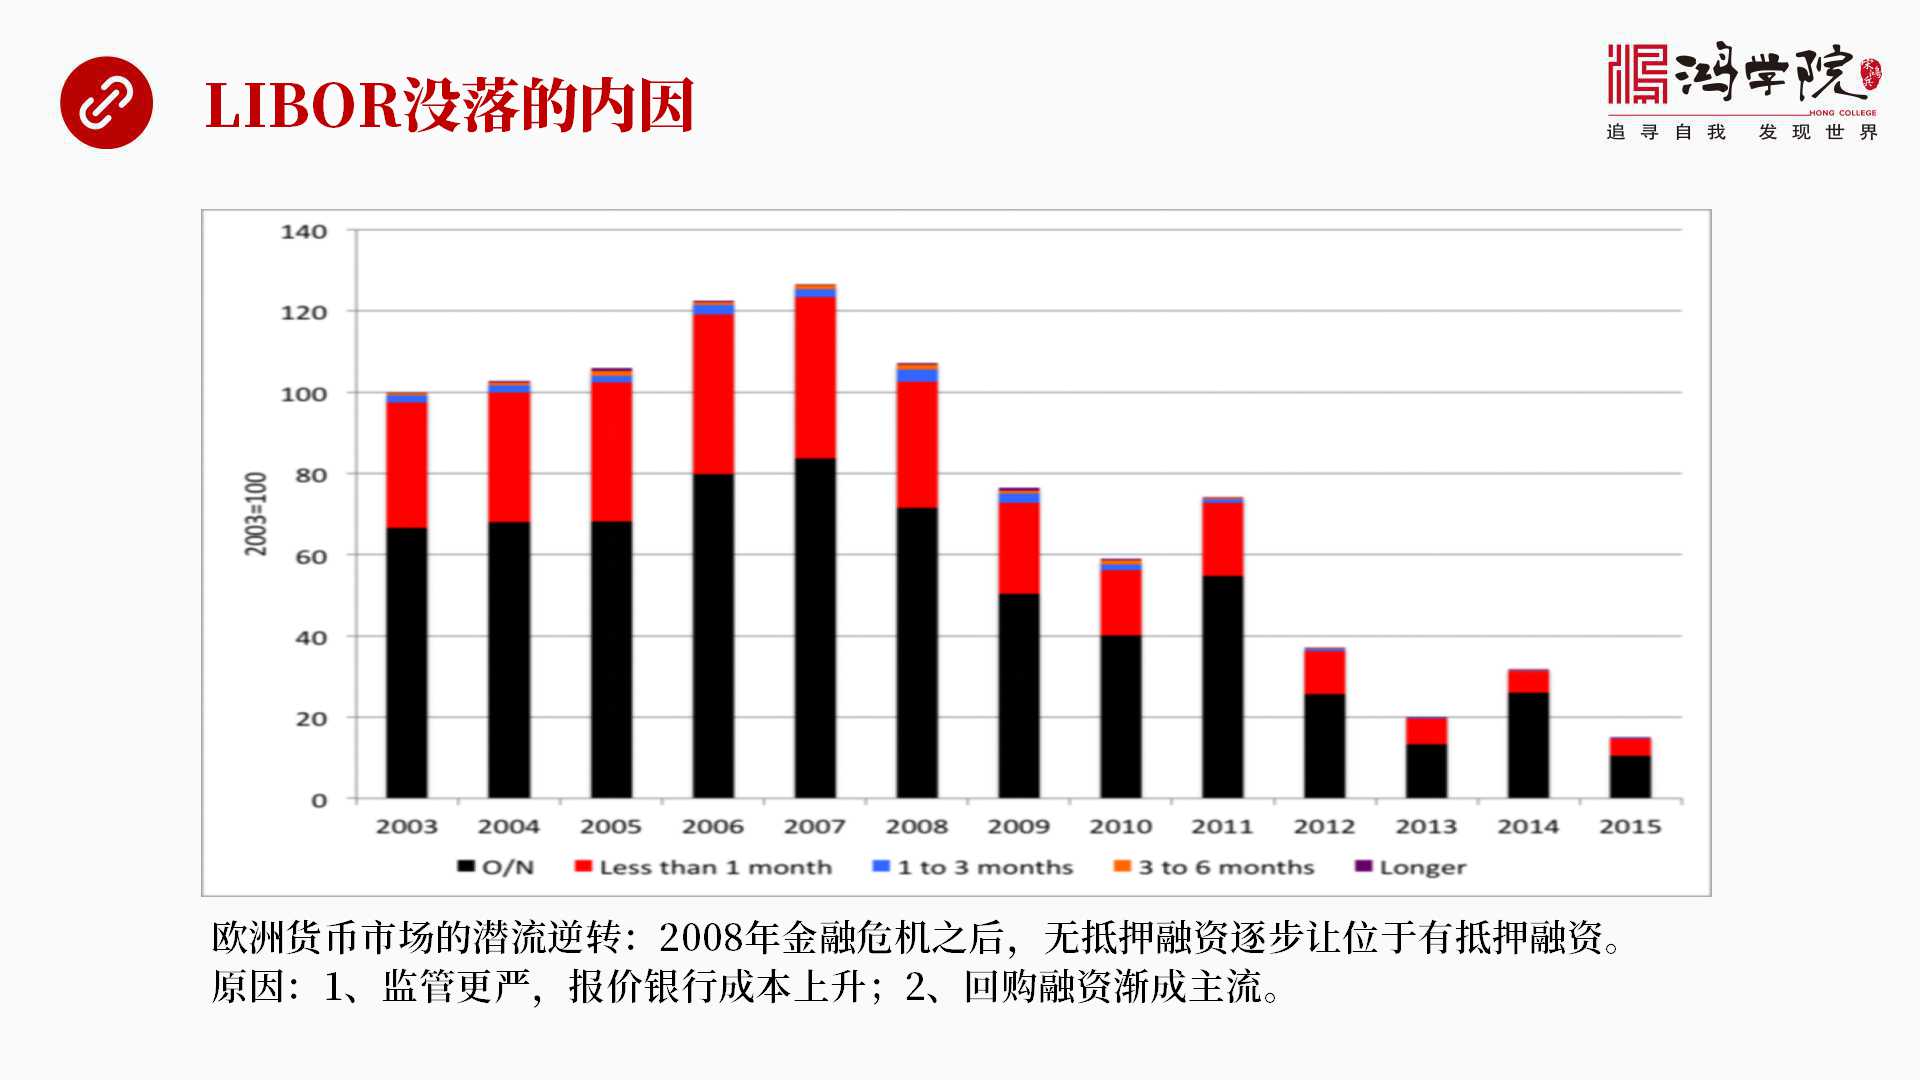 LIBOR没落的内因
鸿学院
HONG COLLEGE
追寻自我 发现世界
140
120
100
80
60
40
20
0
2003=100
2003 2004 2005 2006 2007 2008 2009 2010 2011 2012 2013 2014 2015
O/N Less than 1 month 1 to 3 months 3 to 6 months Longer
欧洲货币市场的潜流逆转：2008年金融危机之后，无抵押融资逐步让位于有抵押融资。
原因：1、监管更严，报价银行成本上升；2、回购融资渐成主流。